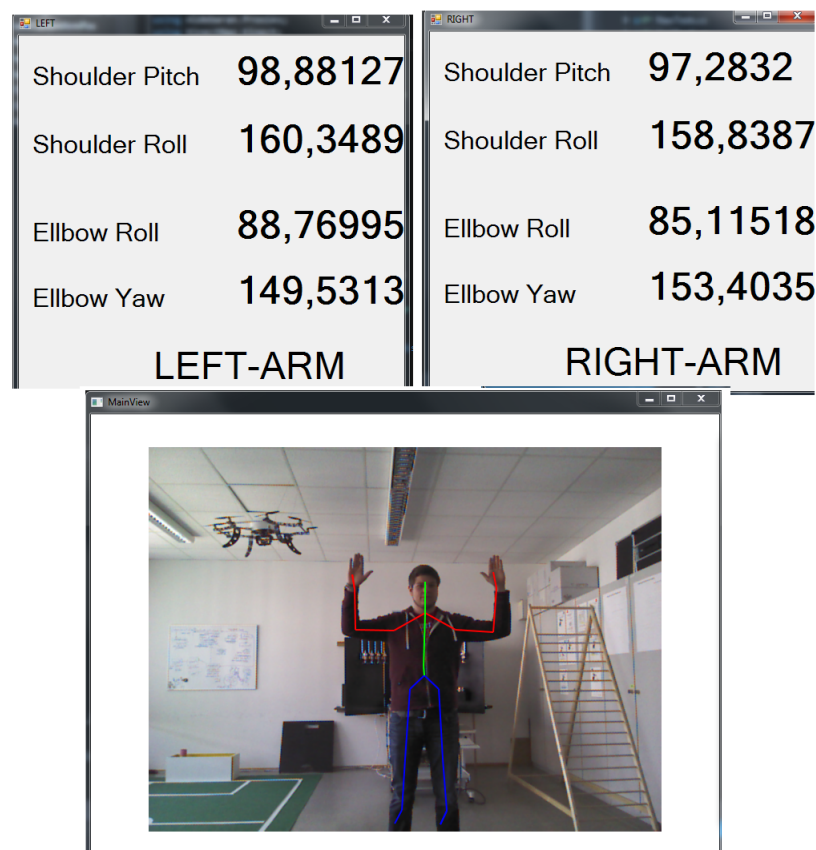 LEFT
Shoulder Pitch 98,88127
Shoulder Roll 160,3489
Ellbow Roll 88,76995
Ellbow Yaw 149,5313
LEFT-ARM
RIGHT
Shoulder Pitch 97,2832
Shoulder Roll 158,8387
Ellbow Roll 85,11518
Ellbow Yaw 153,4035
RIGHT-ARM
MainView